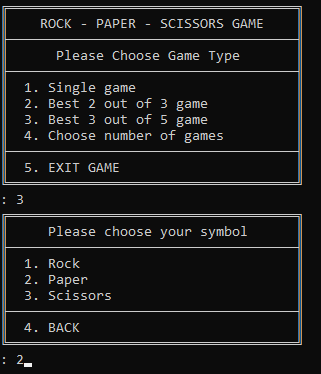 ROCK - PAPER - SCISSORS GAME
Please Choose Game Type
1. Single game
2. Best 2 out of 3 game
3. Best 3 out of 5 game
4. Choose number of games
5. EXIT GAME
: 3
Please choose your symbol
1. Rock
2. Paper
3. Scissors
4. BACK
: 2